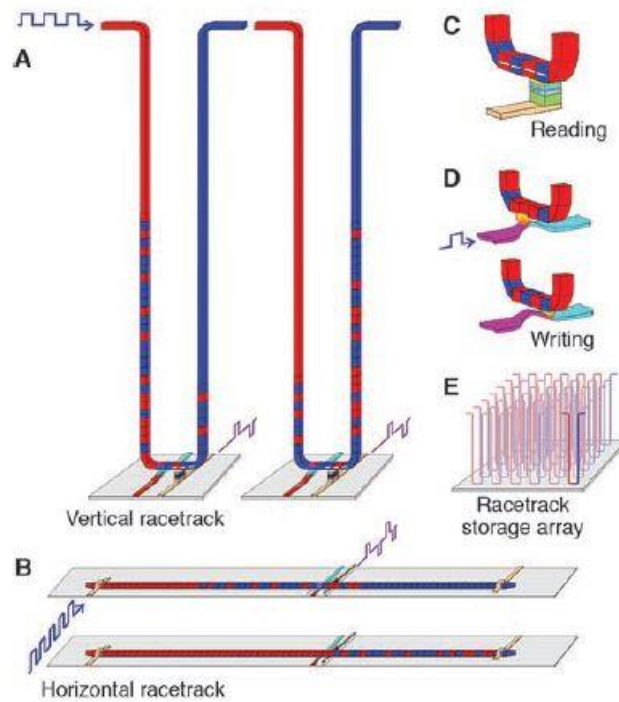 A
Vertical racetrack
B
Horizontal racetrack
C
Reading
D
Writing
E
Racetrack
storage array